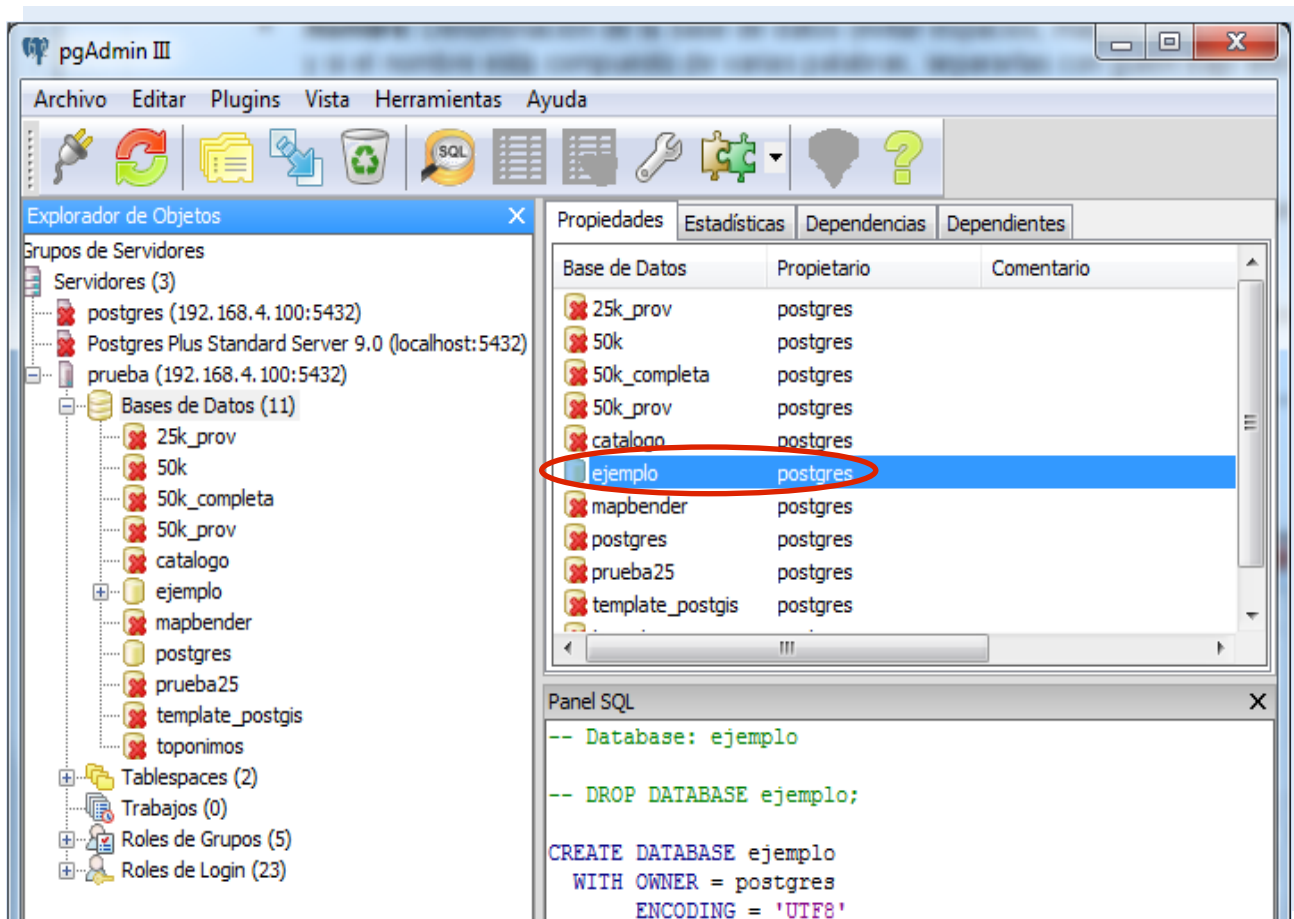 pgAdmin III
Archivo Editar Plugins Vista Herramientas Ayuda
SQL
Explorador de Objetos
Grupos de Servidores
Servidores (3)
postgres (192.168.4.100:5432)
Postgres Plus Standard Server 9.0 (localhost:5432)
prueba (192.168.4.100:5432)
Bases de Datos (11)
25k_prov
50k
50k_completa
50k_prov
catalogo
ejemplo
mapbender
postgres
prueba25
template_postgis
toponimos
Tablespaces (2)
Trabajos (0)
Roles de Grupos (5)
Roles de Login (23)
Propiedades Estadísticas Dependencias Dependientes
Base de Datos Propietario Comentario
25k_prov postgres
50k postgres
50k_completa postgres
50k_prov postgres
catalogo postgres
ejemplo postgres
mapbender postgres
postgres postgres
prueba25 postgres
template_postgis postgres
Panel SQL
-- Database: ejemplo
-- DROP DATABASE ejemplo;
CREATE DATABASE ejemplo
WITH OWNER = postgres
ENCODING = 'UTF8'